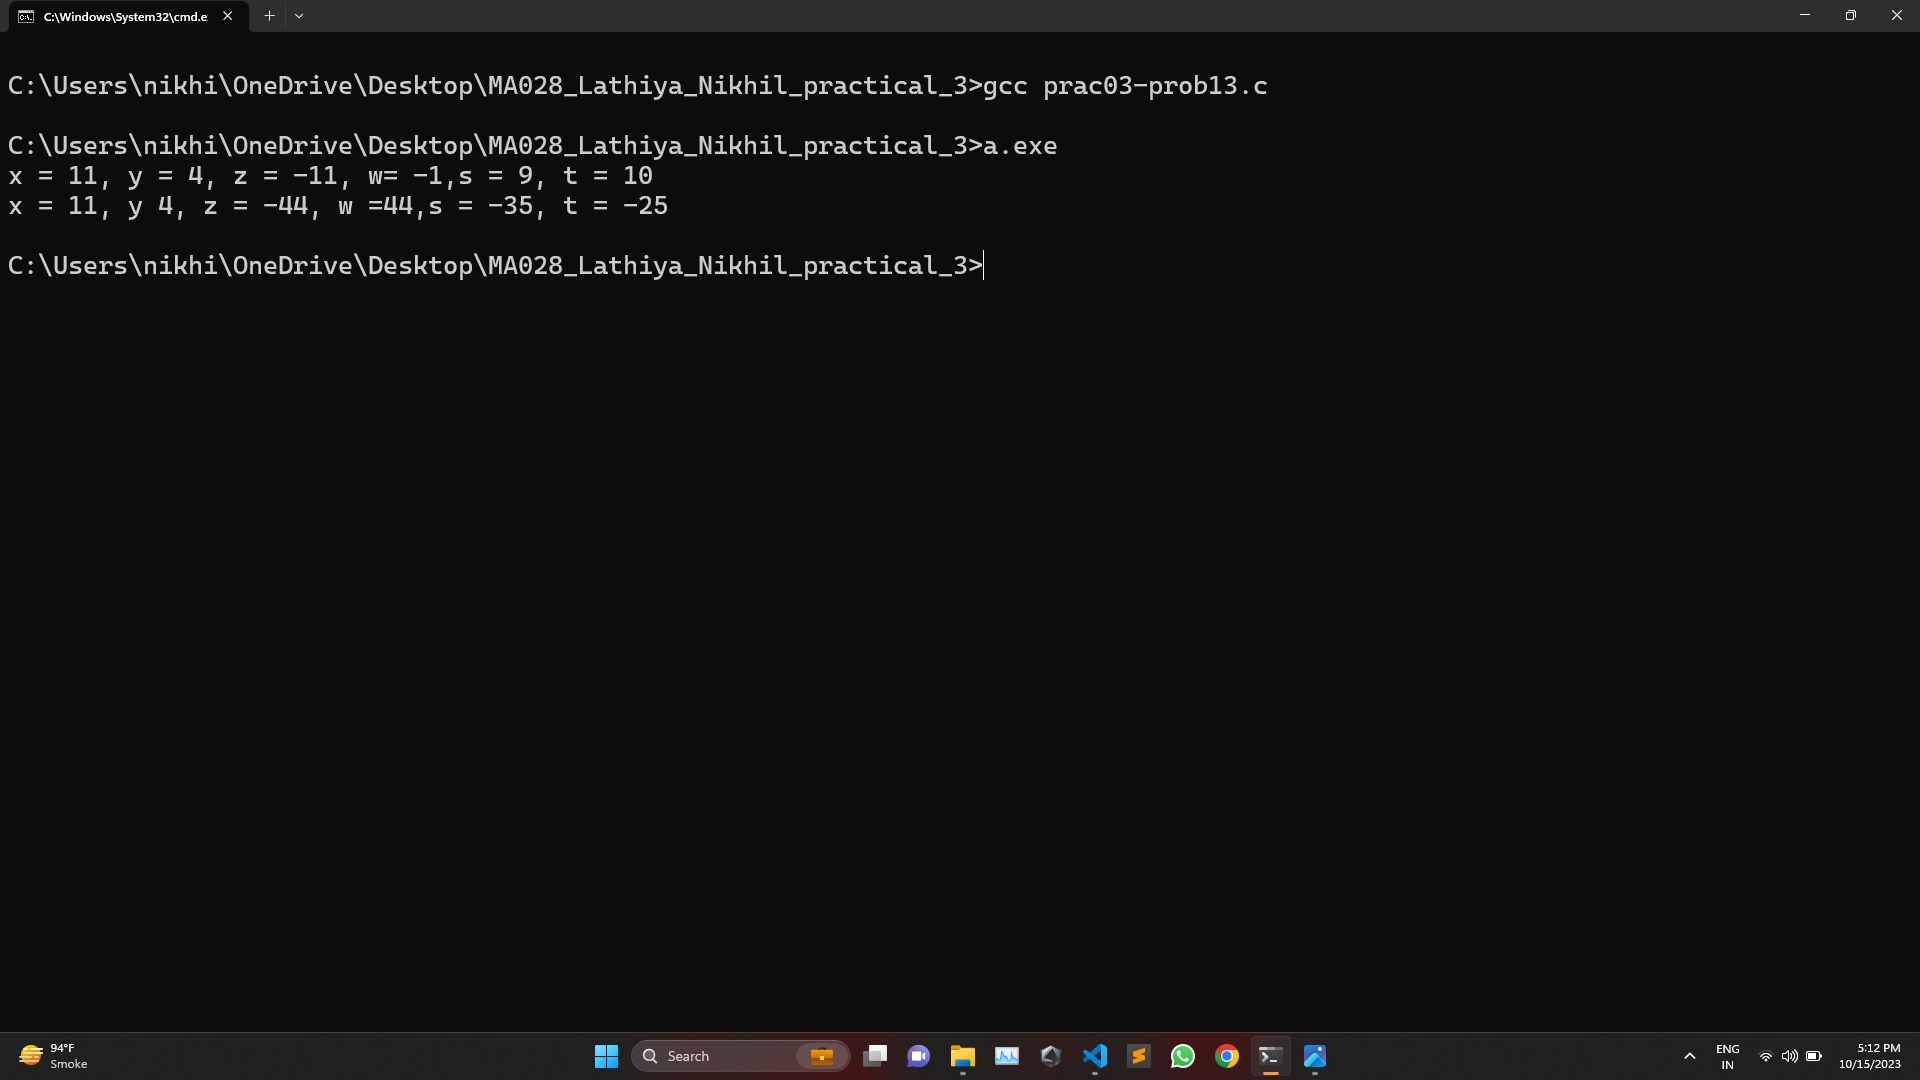 C:\Windows\System32\cmd.e
C:\Users\nikhi\OneDrive\Desktop\MA028_Lathiya_Nikhil_practical_3>gcc prac03-prob13.c
C:\Users\nikhi\OneDrive\Desktop\MA028_Lathiya_Nikhil_practical_3>a.exe
x = 11, y = 4, z = -11, w= -1,s = 9, t = 10
x = 11, y 4, z = -44, w =44,s = -35, t = -25
C:\Users\nikhi\OneDrive\Desktop\MA028_Lathiya_Nikhil_practical_3>
94°F
Smoke
Search
ENG
IN
5:12 PM
10/15/2023